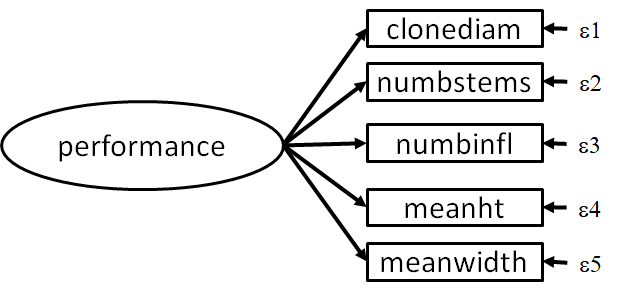 performance
clonediam
ε1
numbstems
ε2
numbinfl
ε3
meanht
ε4
meanwidth
ε5